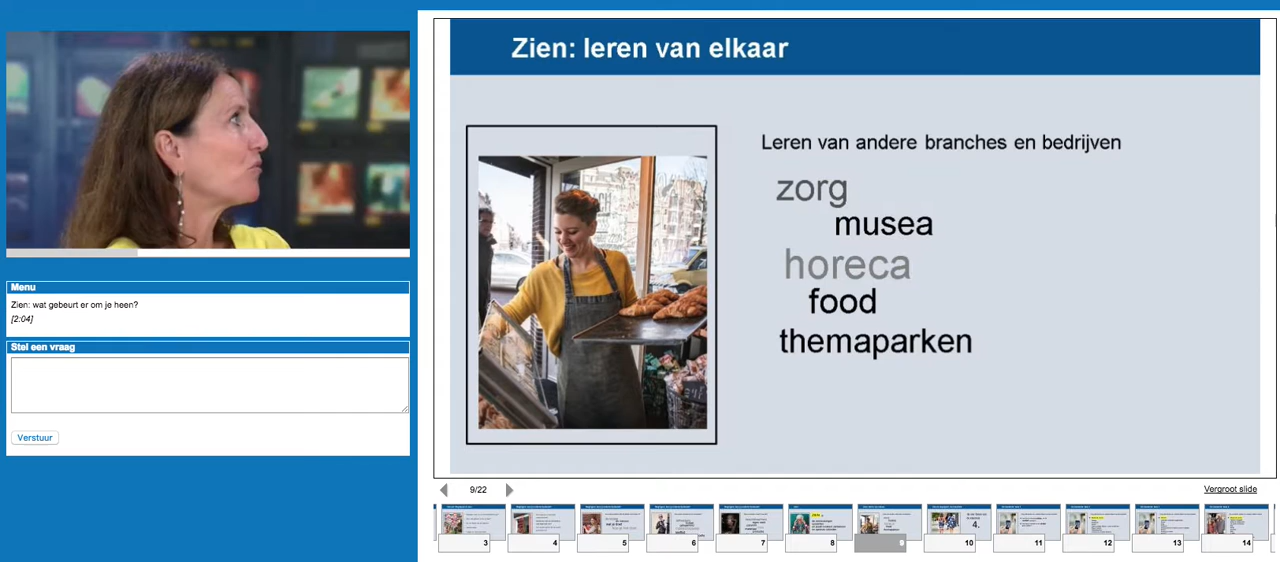 Zien: leren van elkaar
Leren van andere branches en bedrijven
zorg
musea
horeca
food
themaparken
Menu
Zien: wat gebeurt er om je heen?
[2:04]
Stel een vraag
Verstuur
9/22
Vergroot slide
3
4
5
6
7
8
9
10
11
12
13
14